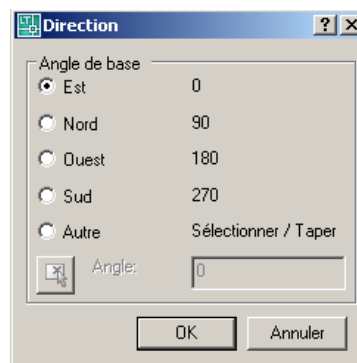 LT Direction
Angle de base
Est 0
Nord 90
Ouest 180
Sud 270
Autre Sélectionner / Taper
Angle: 0
OK Annuler